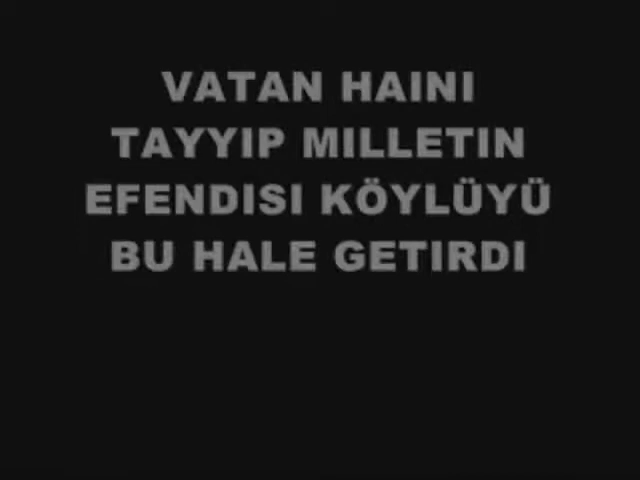 VATAN HAINI
TAYYIP MILLETIN
EFENDISI KÖYLÜYÜ
BU HALE GETIRDI